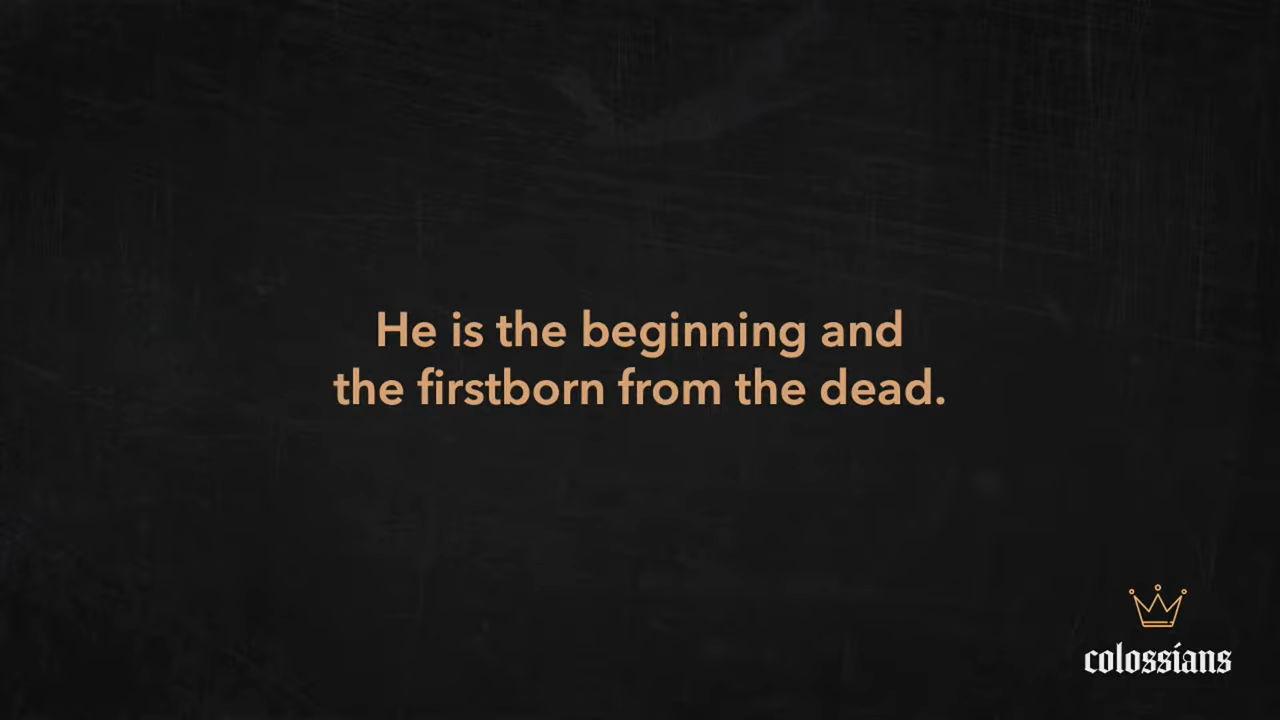 He is the beginning and
the firstborn from the dead.
colossians